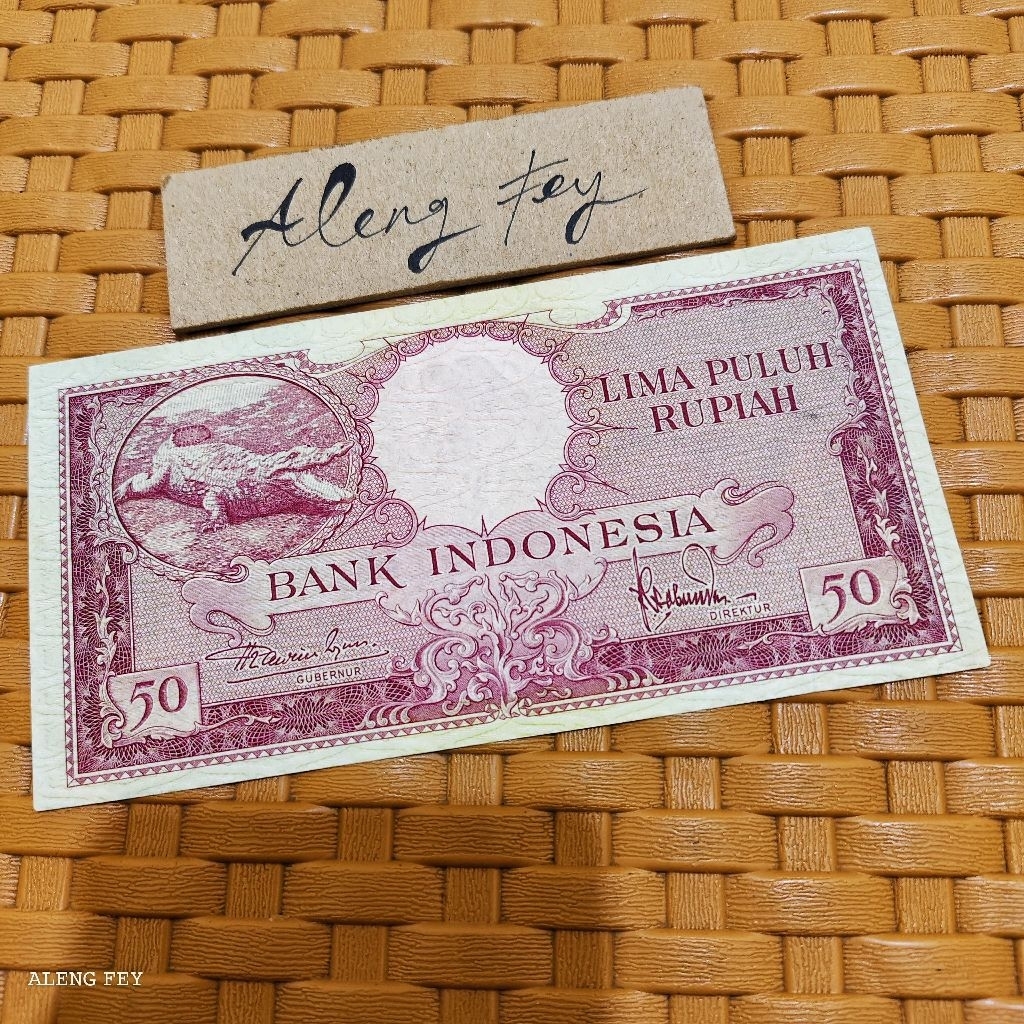 Aleng Fey
LIMA PULUH
RUPIAH
BANK INDONESIA
GUBERNUR
DIREKTUR
50
50
ALENG FEY